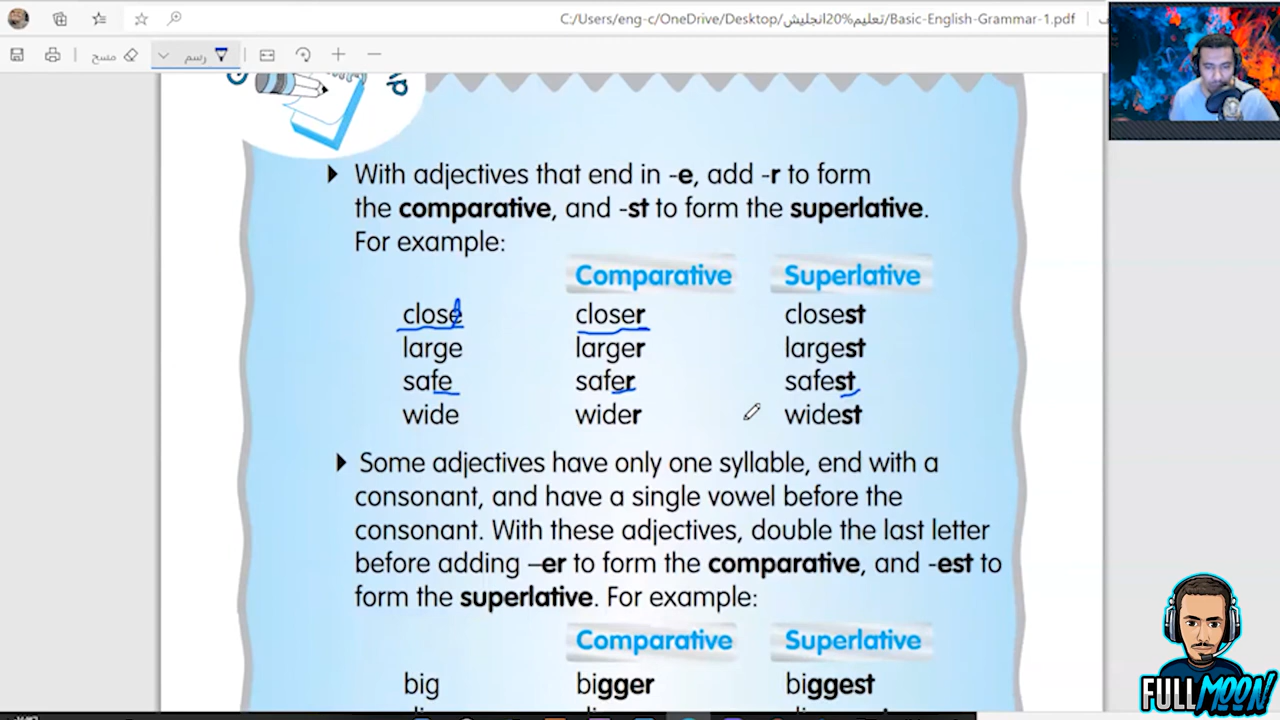 C:/Users/eng-c/OneDrive/Desktop/تعليم%20انجليش/Basic-English-Grammar-1.pdf
مسح
رسم
With adjectives that end in -e, add -r to form
the comparative, and -st to form the superlative.
For example:
Comparative Superlative
close closer closest
large larger largest
safe safer safest
wide wider widest
Some adjectives have only one syllable, end with a
consonant, and have a single vowel before the
consonant. With these adjectives, double the last letter
before adding –er to form the comparative, and -est to
form the superlative. For example:
Comparative Superlative
big bigger biggest
FULLMOON